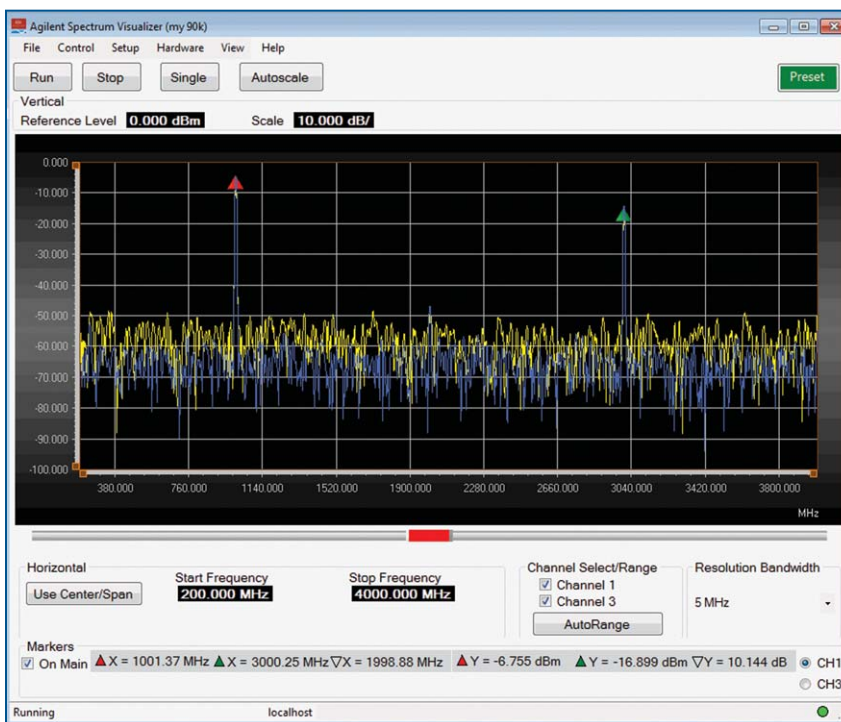 Agilent Spectrum Visualizer (my 90k)
File Control Setup Hardware View Help
Run Stop Single Autoscale Preset
Vertical
Reference Level 0.000 dBm Scale 10.000 dB/
0.000
-10.000
-20.000
-30.000
-40.000
-50.000
-60.000
-70.000
-80.000
-90.000
-100.000
380.000 760.000 1140.000 1520.000 1900.000 2280.000 2660.000 3040.000 3420.000 3800.000
MHz
Horizontal
Use Center/Span
Start Frequency Stop Frequency
200.000 MHz 4000.000 MHz
Channel Select/Range
Channel 1
Channel 3
AutoRange
Resolution Bandwidth
5 MHz
Markers
On Main X = 1001.37 MHz X = 3000.25 MHz ▽X = 1998.88 MHz Y = -6.755 dBm Y = -16.899 dBm ▽Y = 10.144 dB CH1
CH3
Running localhost